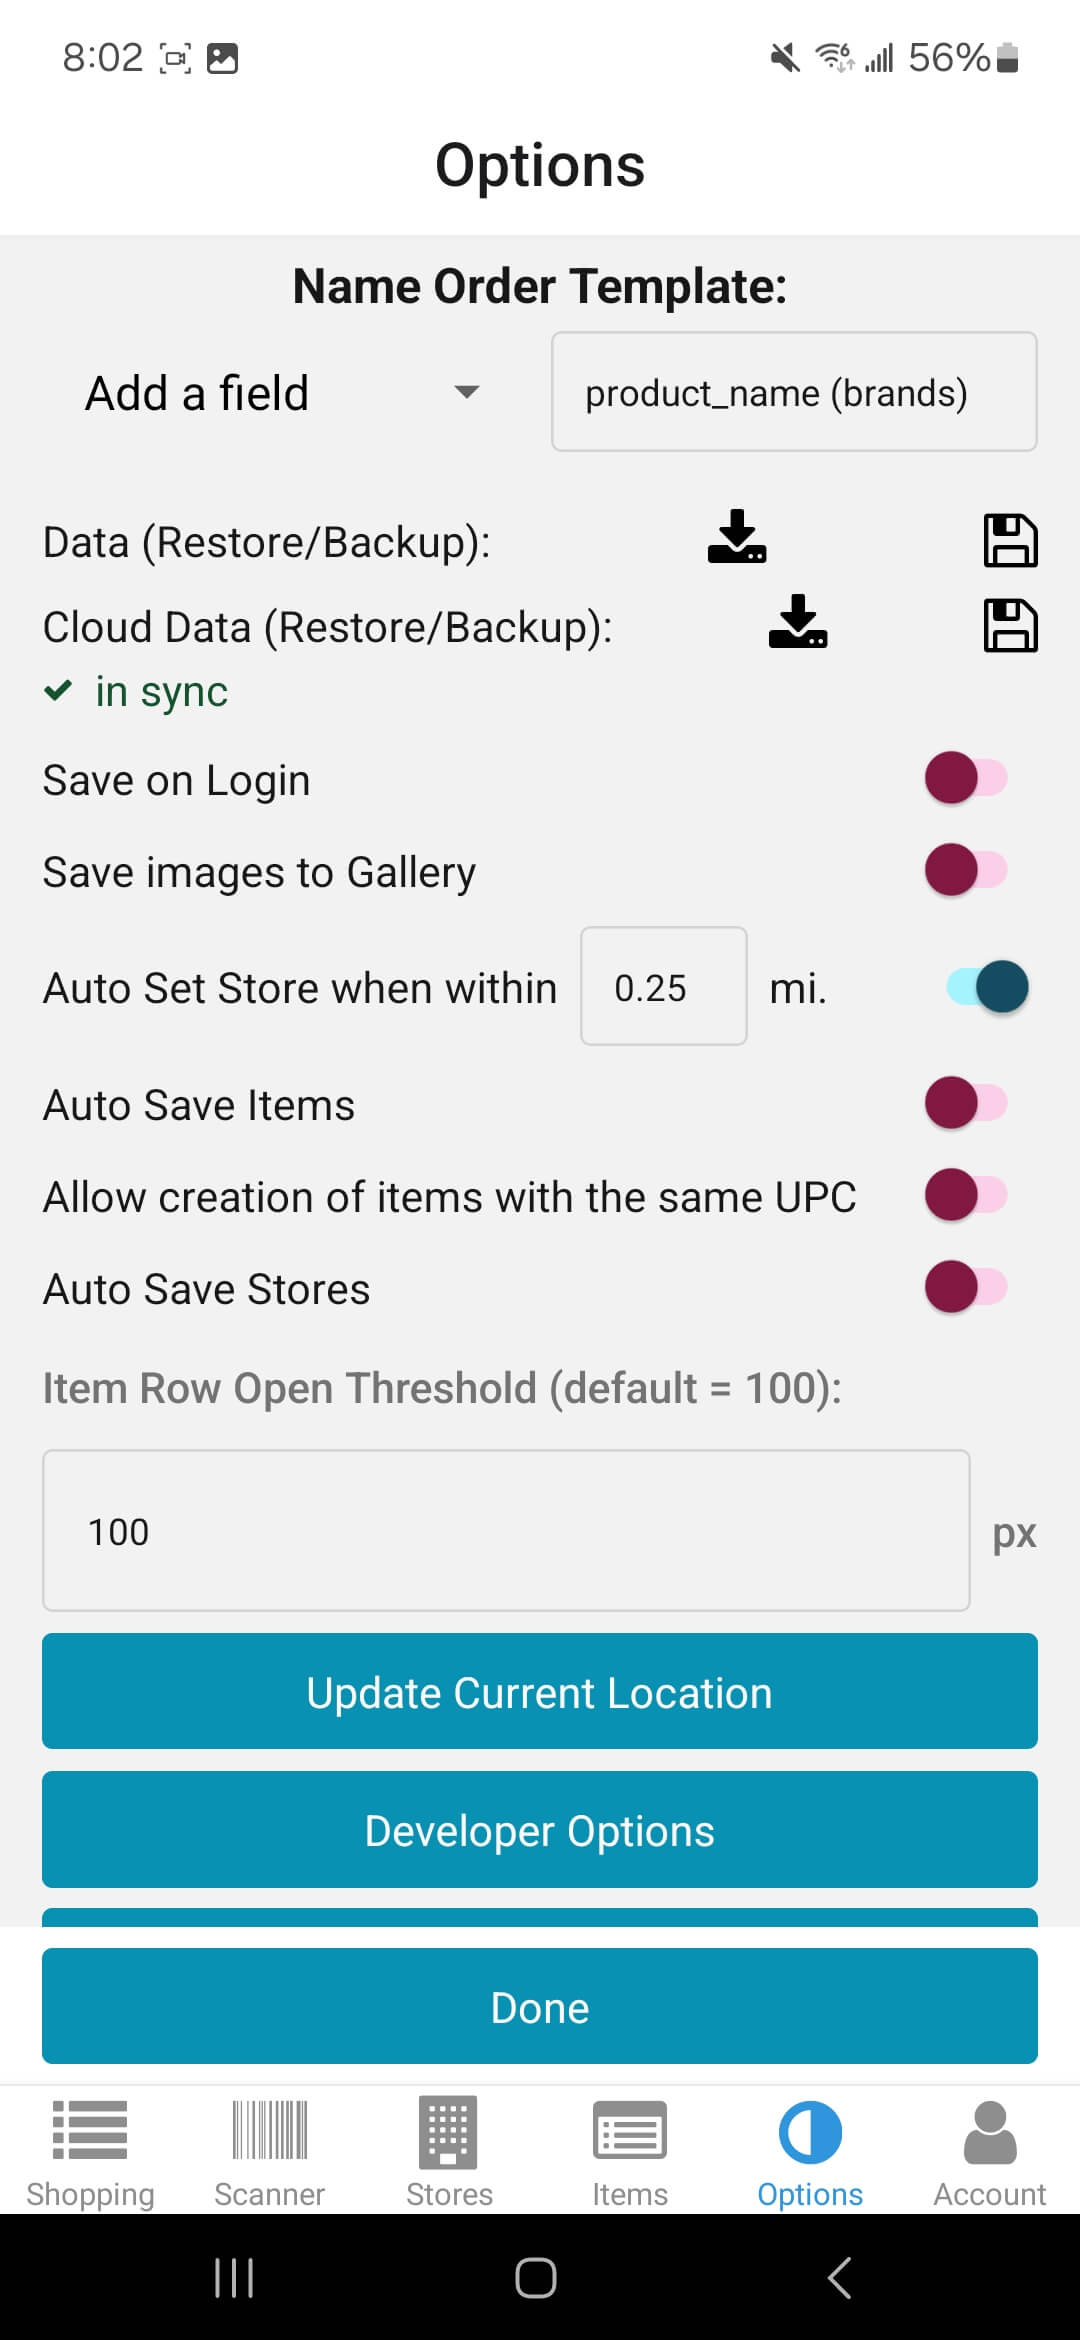 8:02 56%
Options
Name Order Template:
Add a field product_name (brands)
Data (Restore/Backup):
Cloud Data (Restore/Backup):
in sync
Save on Login
Save images to Gallery
Auto Set Store when within 0.25 mi.
Auto Save Items
Allow creation of items with the same UPC
Auto Save Stores
Item Row Open Threshold (default = 100):
100 px
Update Current Location
Developer Options
Done
Shopping Scanner Stores Items Options Account